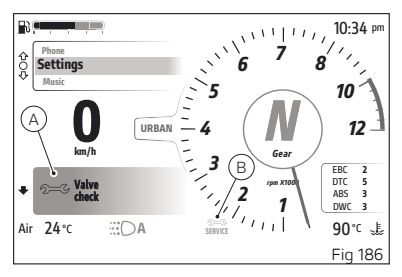 10:34 pm
Phone
Settings
Music
A
0
km/h
URBAN
1
2
3
4
5
6
7
8
10
12
N
Gear
rpm X1000
B
Valve
check
EBC 2
DTC 5
ABS 3
DWC 3
Air 24 °C
A
SERVICE
90 °C
Fig 186